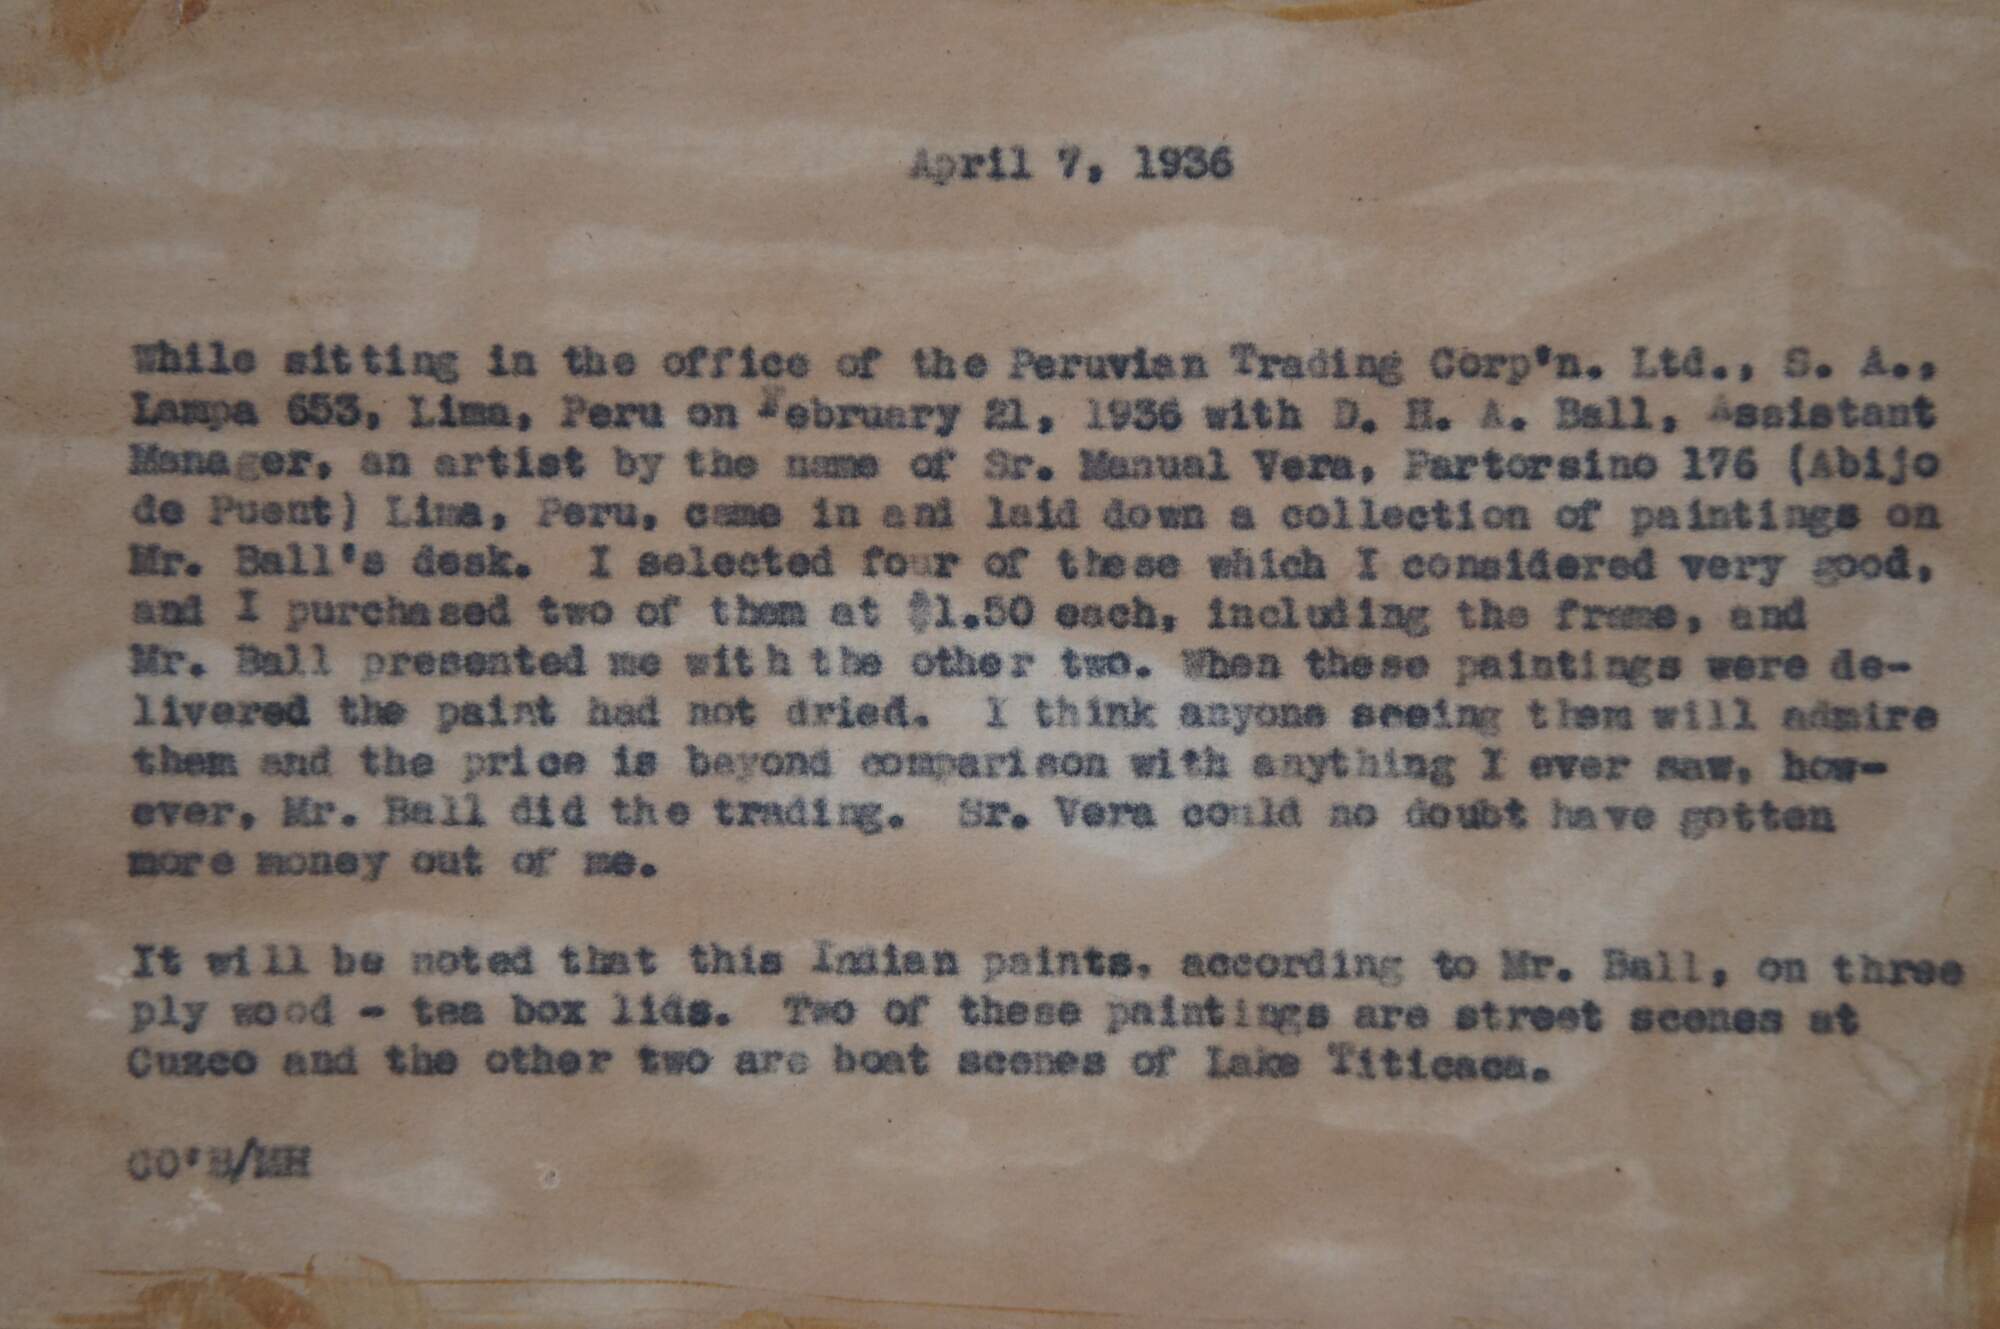 April 7, 1936
While sitting in the office of the Peruvian Trading Corp'n. Ltd., S. A.,
Lampa 653, Lima, Peru on February 21, 1936 with D. H. A. Ball, Assistant
Manager, an artist by the name of Sr. Manual Vera, Partorsino 176 (Abijo
de Puent) Lima, Peru, came in and laid down a collection of paintings on
Mr. Ball's desk. I selected four of these which I considered very good,
and I purchased two of them at $1.50 each, including the frame, and
Mr. Ball presented me with the other two. When these paintings were de-
livered the paint had not dried. I think anyone seeing them will admire
them and the price is beyond comparison with anything I ever saw, how-
ever, Mr. Ball did the trading. Sr. Vera could no doubt have gotten
more money out of me.
It will be noted that this Indian paints, according to Mr. Ball, on three
ply wood - tea box lids. Two of these paintings are street scenes at
Cuzco and the other two are boat scenes of Lake Titicaca.
CO'B/MH